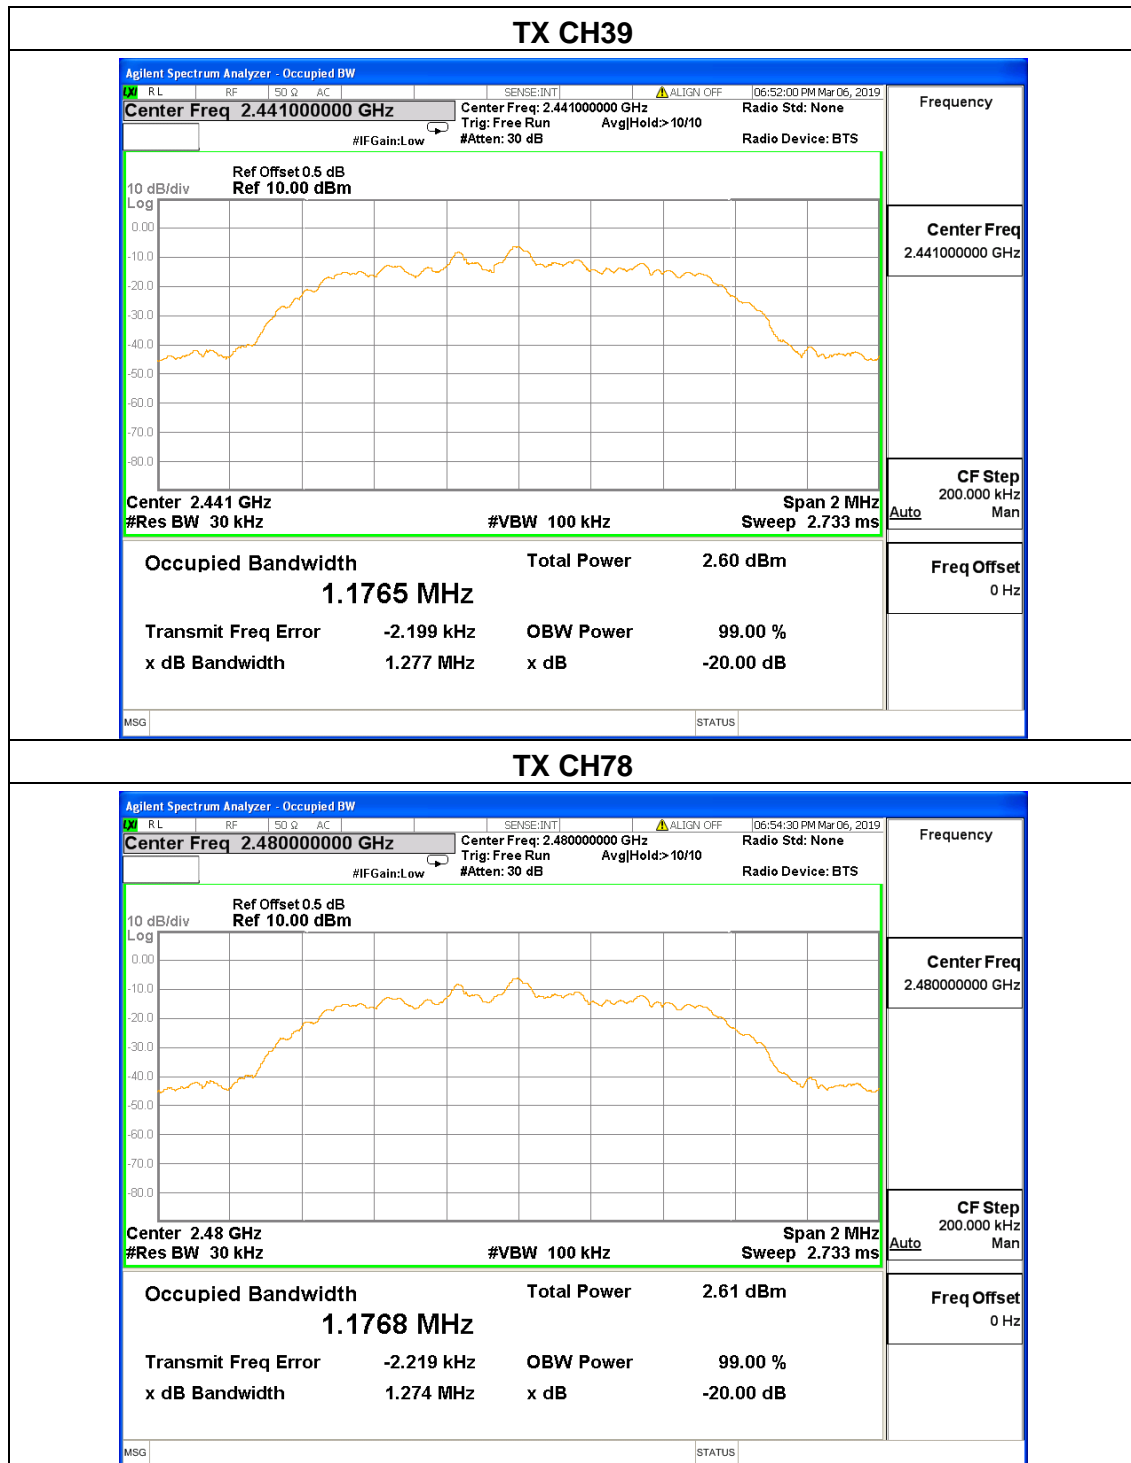 TX CH39
Agilent Spectrum Analyzer - Occupied BW
LXI RL RF 50 Ω AC SENSE:INT ALIGN OFF 06:52:00 PM Mar 06, 2019
Center Freq 2.441000000 GHz
Center Freq: 2.441000000 GHz Radio Std: None
Trig: Free Run Avg|Hold:>10/10
#IFGain:Low #Atten: 30 dB Radio Device: BTS
Frequency
Ref Offset 0.5 dB
10 dB/div Ref 10.00 dBm
Log
0.00
-10.0
-20.0
-30.0
-40.0
-50.0
-60.0
-70.0
-80.0
Center Freq
2.441000000 GHz
Center 2.441 GHz Span 2 MHz
#Res BW 30 kHz #VBW 100 kHz Sweep 2.733 ms
CF Step
200.000 kHz
Auto Man
Occupied Bandwidth Total Power 2.60 dBm
1.1765 MHz
Transmit Freq Error -2.199 kHz OBW Power 99.00 %
x dB Bandwidth 1.277 MHz x dB -20.00 dB
Freq Offset
0 Hz
MSG STATUS
TX CH78
Agilent Spectrum Analyzer - Occupied BW
LXI RL RF 50 Ω AC SENSE:INT ALIGN OFF 06:54:30 PM Mar 06, 2019
Center Freq 2.480000000 GHz
Center Freq: 2.480000000 GHz Radio Std: None
Trig: Free Run Avg|Hold:>10/10
#IFGain:Low #Atten: 30 dB Radio Device: BTS
Frequency
Ref Offset 0.5 dB
10 dB/div Ref 10.00 dBm
Log
0.00
-10.0
-20.0
-30.0
-40.0
-50.0
-60.0
-70.0
-80.0
Center Freq
2.480000000 GHz
Center 2.48 GHz Span 2 MHz
#Res BW 30 kHz #VBW 100 kHz Sweep 2.733 ms
CF Step
200.000 kHz
Auto Man
Occupied Bandwidth Total Power 2.61 dBm
1.1768 MHz
Transmit Freq Error -2.219 kHz OBW Power 99.00 %
x dB Bandwidth 1.274 MHz x dB -20.00 dB
Freq Offset
0 Hz
MSG STATUS